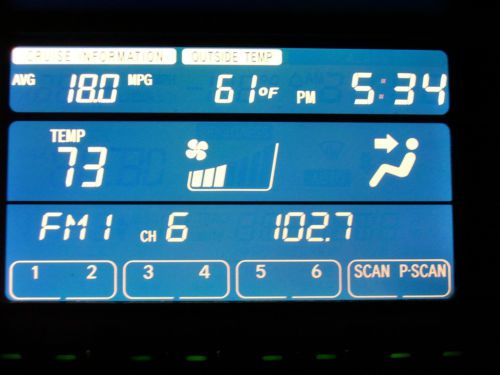 CRUISE INFORMATION OUTSIDE TEMP
AVG 18.0 MPG 61°F PM 5:34
TEMP
73
FM1 CH 6 102.7
1 2 3 4 5 6 SCAN P-SCAN